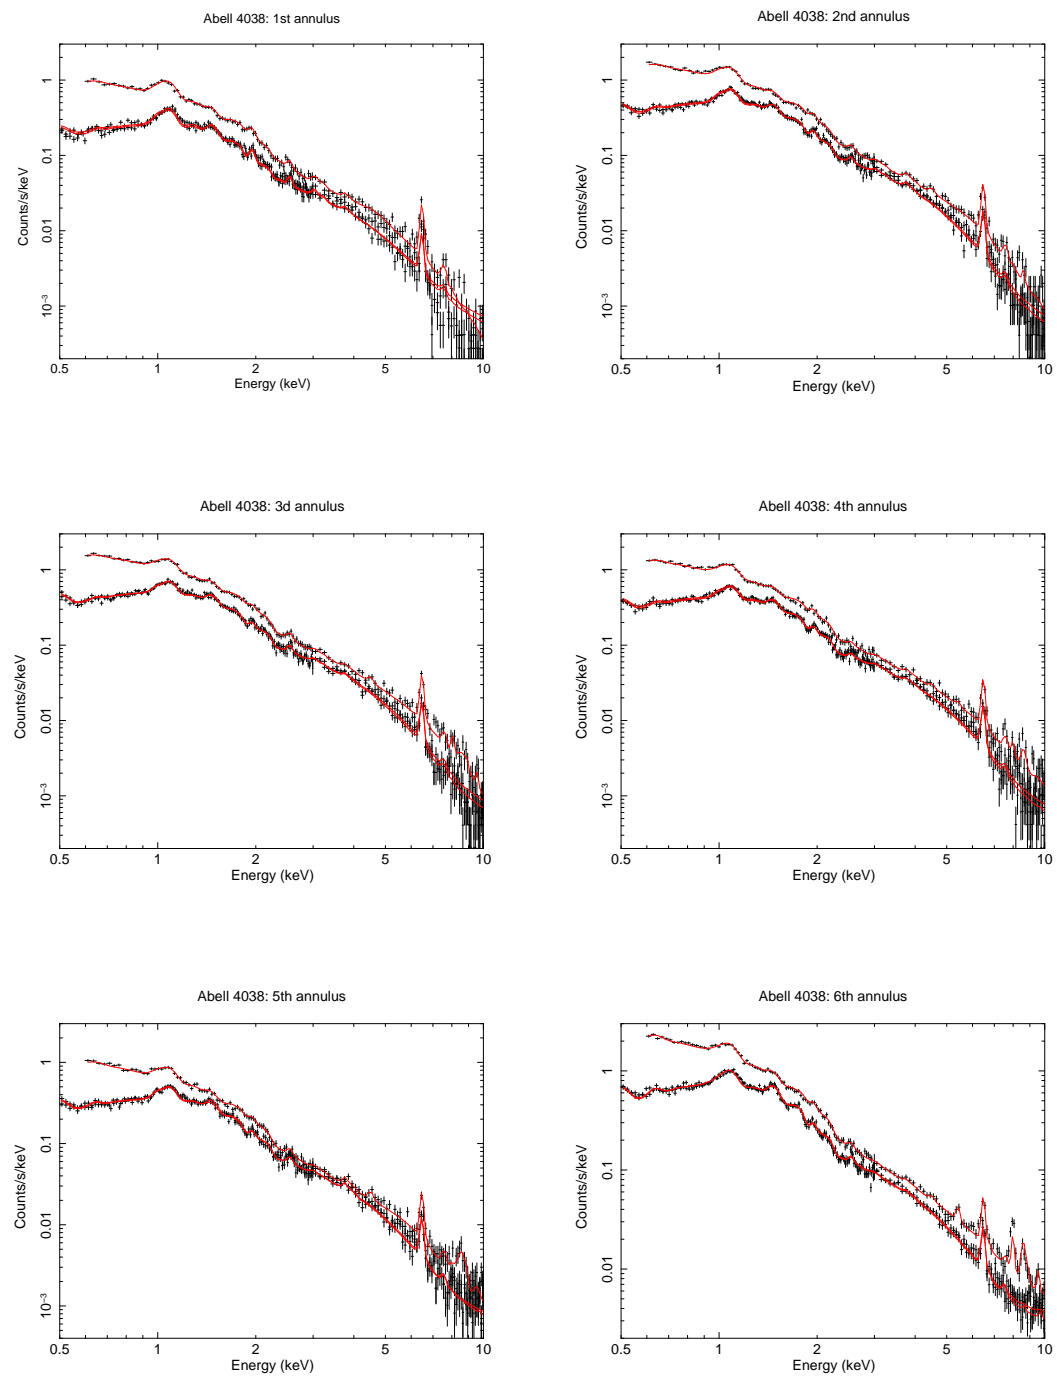 Abell 4038: 1st annulus
Counts/s/keV
1
0.1
0.01
10⁻³
0.5 1 2 5 10
Energy (keV)
Abell 4038: 2nd annulus
Counts/s/keV
1
0.1
0.01
10⁻³
0.5 1 2 5 10
Energy (keV)
Abell 4038: 3d annulus
Counts/s/keV
1
0.1
0.01
10⁻³
0.5 1 2 5 10
Energy (keV)
Abell 4038: 4th annulus
Counts/s/keV
1
0.1
0.01
10⁻³
0.5 1 2 5 10
Energy (keV)
Abell 4038: 5th annulus
Counts/s/keV
1
0.1
0.01
10⁻³
0.5 1 2 5 10
Energy (keV)
Abell 4038: 6th annulus
Counts/s/keV
1
0.1
0.01
0.5 1 2 5 10
Energy (keV)